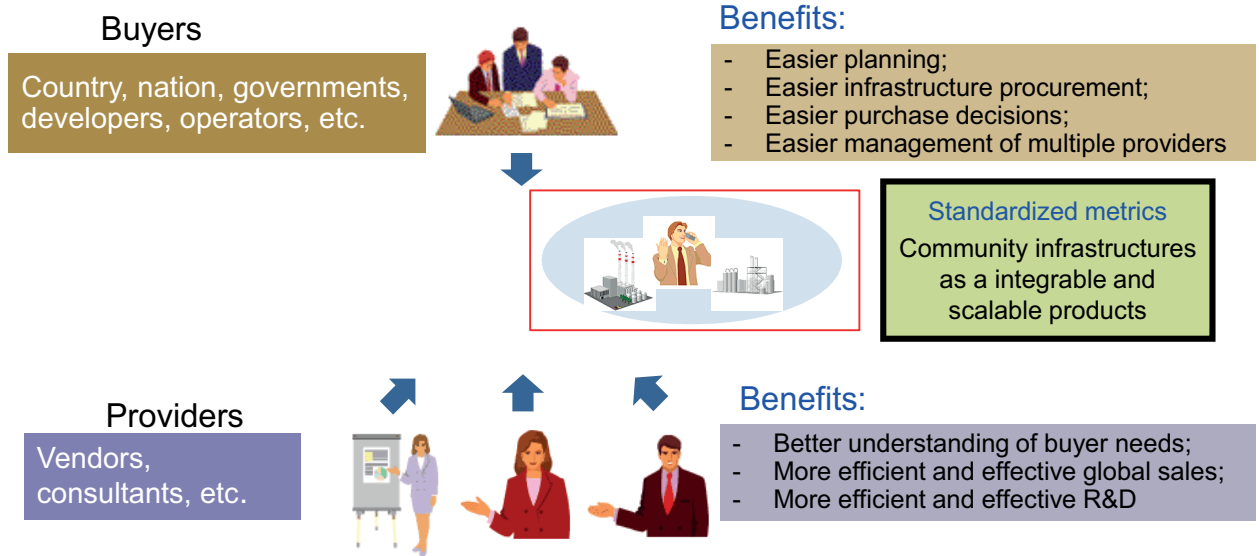 Buyers
Country, nation, governments,
developers, operators, etc.
Benefits:
- Easier planning;
- Easier infrastructure procurement;
- Easier purchase decisions;
- Easier management of multiple providers
Standardized metrics
Community infrastructures
as a integrable and
scalable products
Providers
Vendors,
consultants, etc.
Benefits:
- Better understanding of buyer needs;
- More efficient and effective global sales;
- More efficient and effective R&D